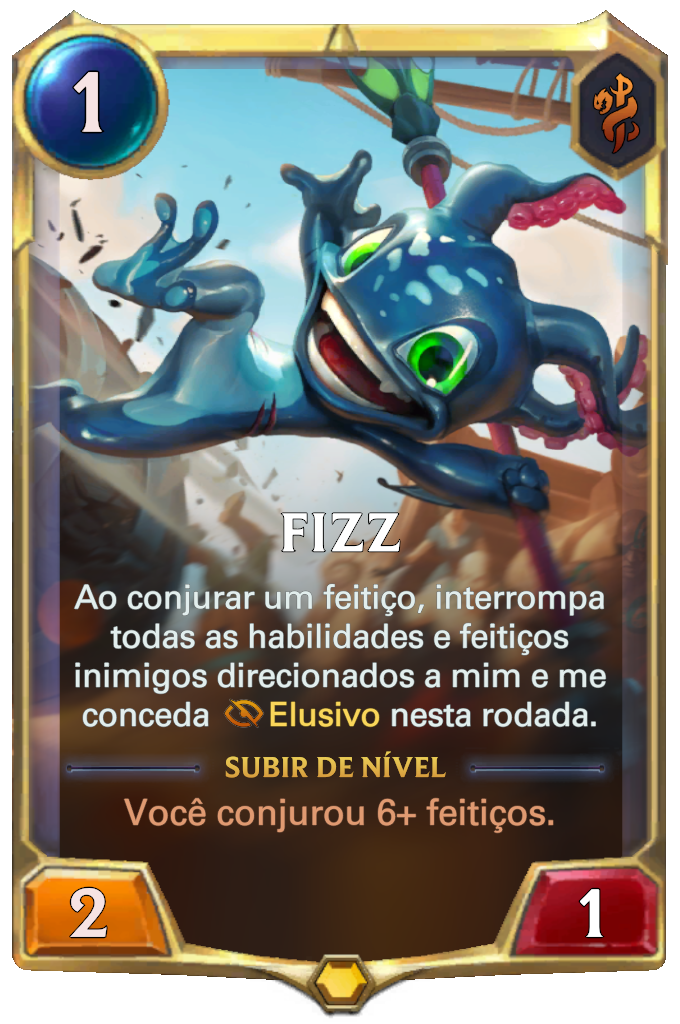 1
FIZZ
Ao conjurar um feitiço, interrompa
todas as habilidades e feitiços
inimigos direcionados a mim e me
conceda Elusivo nesta rodada.
SUBIR DE NÍVEL
Você conjurou 6+ feitiços.
2
1